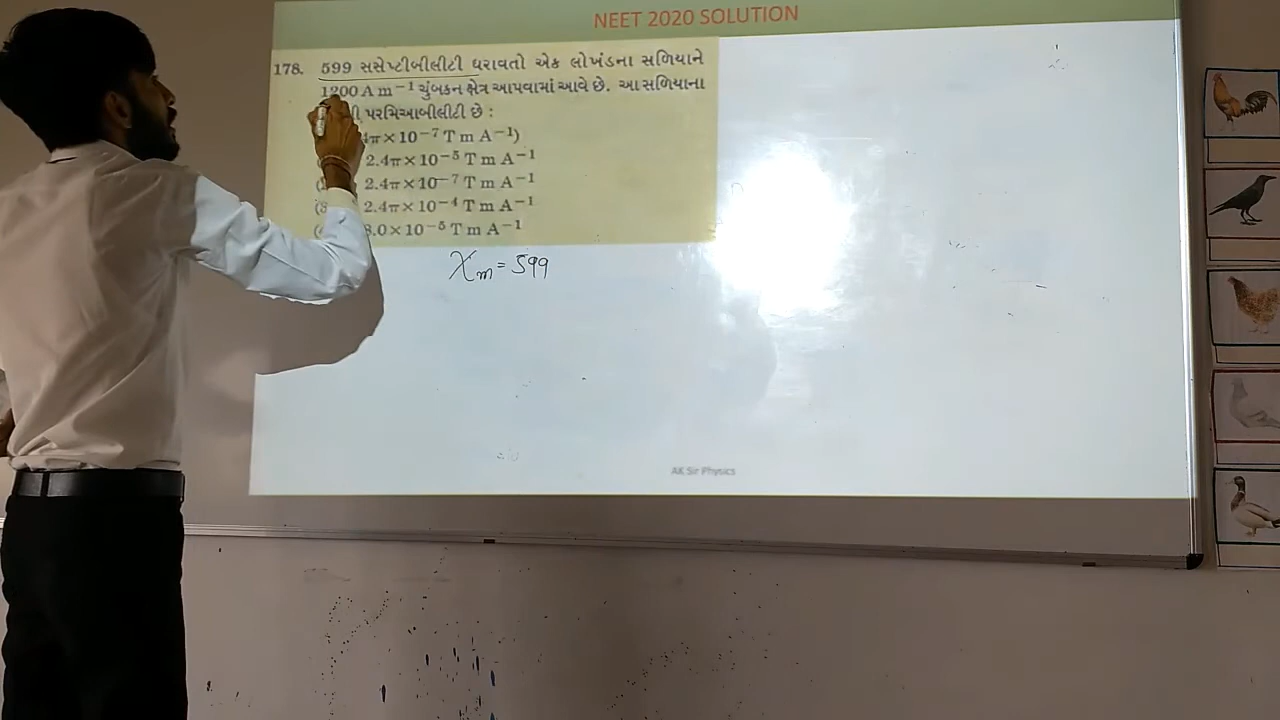 NEET 2020 SOLUTION
178. 599 સસેપ્ટીબીલીટી ધરાવતો એક લોખંડના સળિયાને
1200 A m⁻¹ ચુંબકન ક્ષેત્ર આપવામાં આવે છે. આ સળિયાના
પરમિઆબીલીટી છે :
π × 10⁻⁷ T m A⁻¹)
2.4π × 10⁻⁵ T m A⁻¹
2.4π × 10⁻⁷ T m A⁻¹
(3 2.4π × 10⁻⁴ T m A⁻¹
8.0 × 10⁻⁵ T m A⁻¹
χm = 599
AK Sir Physics